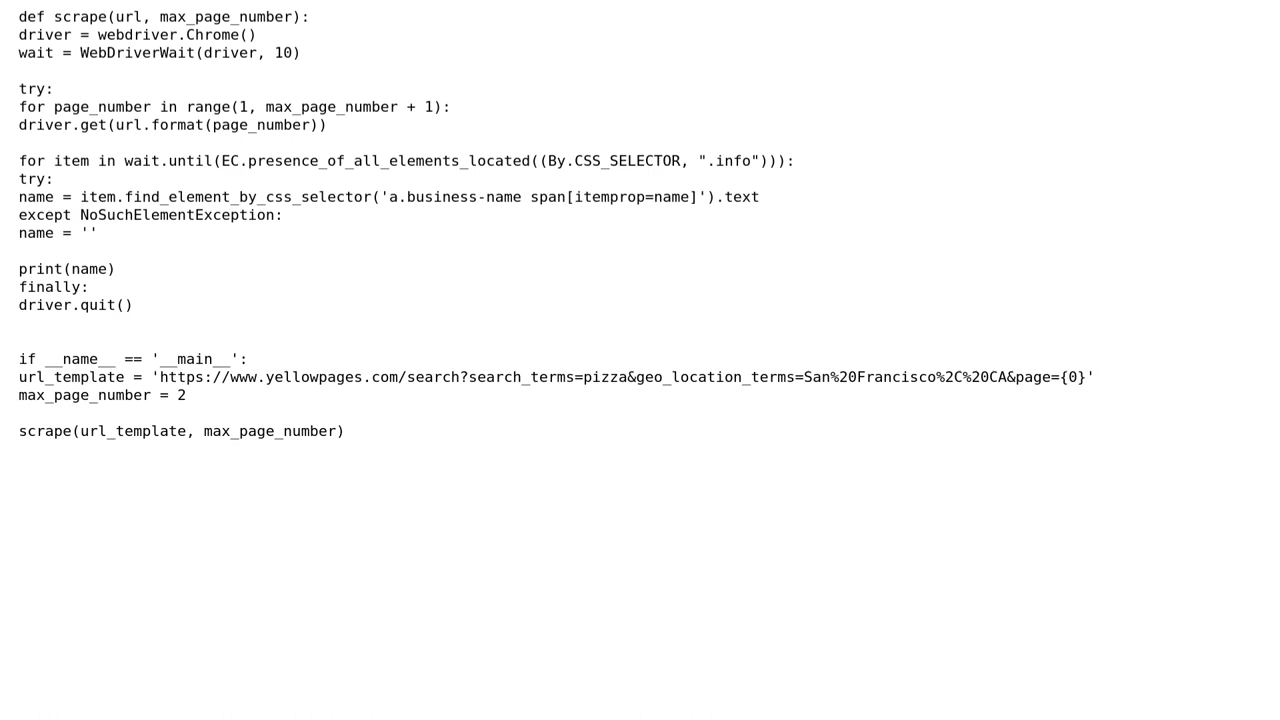 def scrape(url, max_page_number):
driver = webdriver.Chrome()
wait = WebDriverWait(driver, 10)
try:
for page_number in range(1, max_page_number + 1):
driver.get(url.format(page_number))
for item in wait.until(EC.presence_of_all_elements_located((By.CSS_SELECTOR, ".info"))):
try:
name = item.find_element_by_css_selector('a.business-name span[itemprop=name]').text
except NoSuchElementException:
name = ''
print(name)
finally:
driver.quit()
if __name__ == '__main__':
url_template = 'https://www.yellowpages.com/search?search_terms=pizza&geo_location_terms=San%20Francisco%2C%20CA&page={0}'
max_page_number = 2
scrape(url_template, max_page_number)